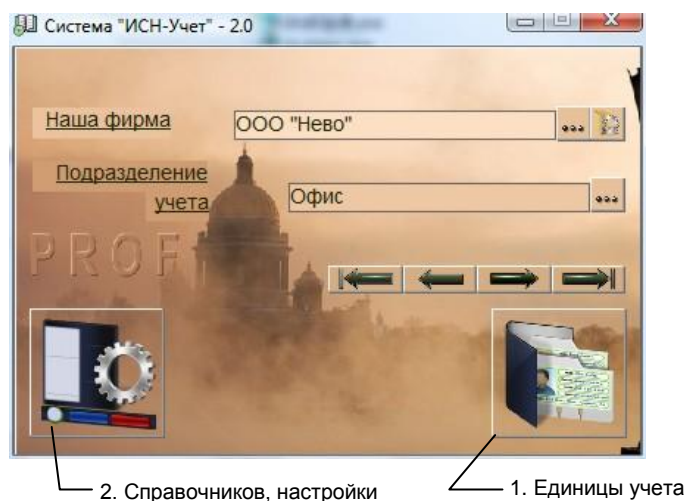 Система "ИСН-Учет" - 2.0
Наша фирма
ООО "Нево"
Подразделение
учета
Офис
PROF
2. Справочников, настройки
1. Единицы учета